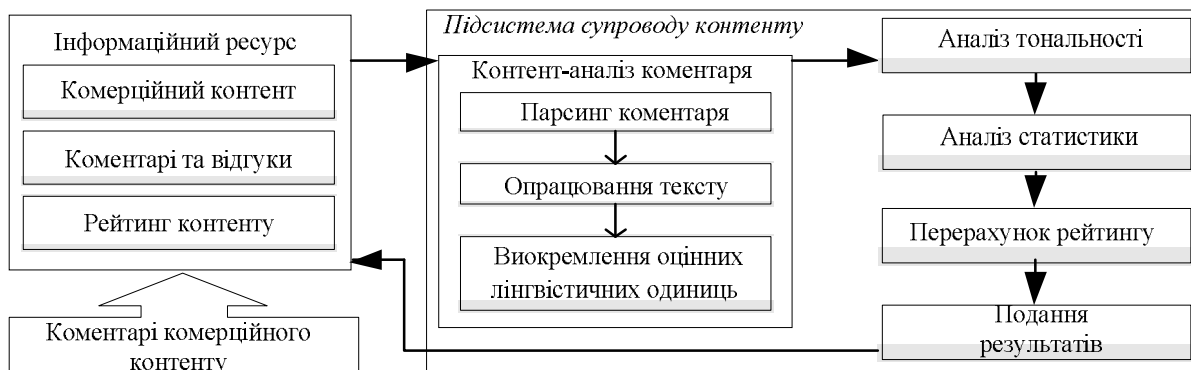 Інформаційний ресурс
Комерційний контент
Коментарі та відгуки
Рейтинг контенту
Коментарі комерційного
контенту
Підсистема супроводу контенту
Контент-аналіз коментаря
Парсинг коментаря
Опрацювання тексту
Виокремлення оцінних
лінгвістичних одиниць
Аналіз тональності
Аналіз статистики
Перерахунок рейтингу
Подання
результатів